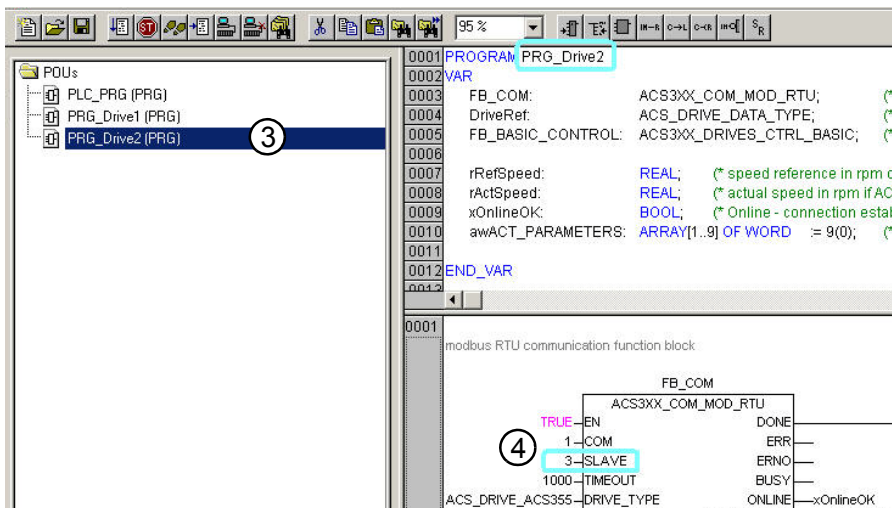 95 %
POUs
PLC_PRG (PRG)
PRG_Drive1 (PRG)
PRG_Drive2 (PRG)
3
0001 PROGRAM PRG_Drive2
0002 VAR
0003 FB_COM: ACS3XX_COM_MOD_RTU; (*
0004 DriveRef: ACS_DRIVE_DATA_TYPE; (*
0005 FB_BASIC_CONTROL: ACS3XX_DRIVES_CTRL_BASIC; (*
0006
0007 rRefSpeed: REAL; (* speed reference in rpm
0008 rActSpeed: REAL; (* actual speed in rpm if AC
0009 xOnlineOK: BOOL; (* Online - connection estal
0010 awACT_PARAMETERS: ARRAY[1..9] OF WORD := 9(0); (*
0011
0012 END_VAR
0013
0001
modbus RTU communication function block
FB_COM
ACS3XX_COM_MOD_RTU
TRUE EN DONE
1 COM ERR
4
3 SLAVE ERNO
1000 TIMEOUT BUSY
ACS_DRIVE_ACS355 DRIVE_TYPE ONLINE xOnlineOK